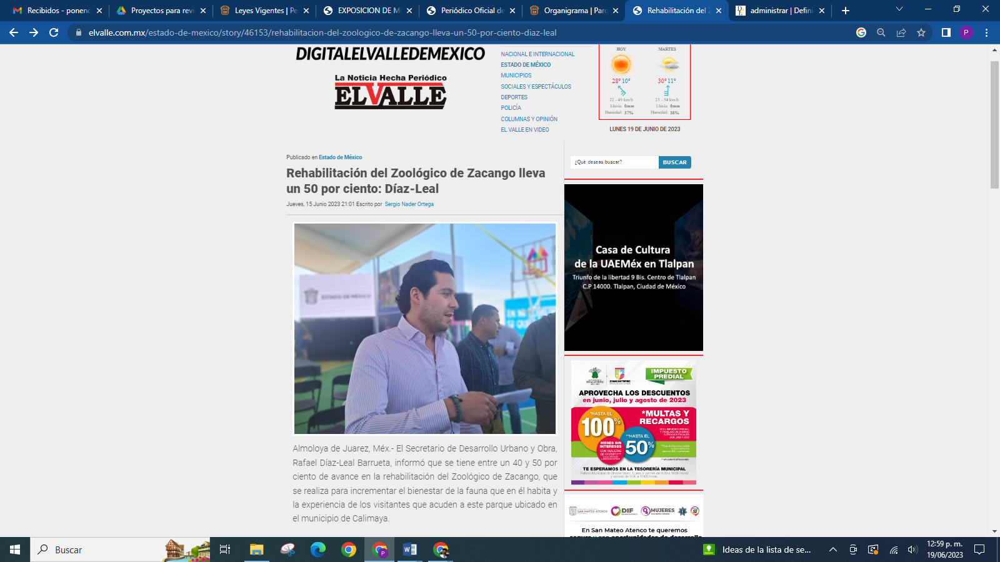 Recibidos - ponenc
Proyectos para revi
Leyes Vigentes | Pe
EXPOSICION DE M
Periódico Oficial de
Organigrama | Paro
Rehabilitación del Z
administrar | Defini
elvalle.com.mx/estado-de-mexico/story/46153/rehabilitacion-del-zoologico-de-zacango-lleva-un-50-por-ciento-diaz-leal
P
DIGITALELVALLEDEMEXICO
La Noticia Hecha Periódico
ELVALLE
NACIONAL E INTERNACIONAL
ESTADO DE MÉXICO
MUNICIPIOS
SOCIALES Y ESPECTÁCULOS
DEPORTES
POLICÍA
COLUMNAS Y OPINIÓN
EL VALLE EN VIDEO
HOY MARTES
28° 10° 30° 11°
22 - 49 km/h 23 - 54 km/h
Lluvia: 0mm Lluvia: 0mm
Humedad: 37% Humedad: 38%
LUNES 19 DE JUNIO DE 2023
Publicado en Estado de México
Rehabilitación del Zoológico de Zacango lleva
un 50 por ciento: Díaz-Leal
Jueves, 15 Junio 2023 21:01 Escrito por Sergio Nader Ortega
ESTADO DE MÉXICO
Almoloya de Juarez, Méx.- El Secretario de Desarrollo Urbano y Obra,
Rafael Díaz-Leal Barrueta, informó que se tiene entre un 40 y 50 por
ciento de avance en la rehabilitación del Zoológico de Zacango, que
se realiza para incrementar el bienestar de la fauna que en él habita y
la experiencia de los visitantes que acuden a este parque ubicado en
el municipio de Calimaya.
¿Qué deseas buscar?
BUSCAR
Casa de Cultura
de la UAEMéx en Tlalpan
Triunfo de la libertad 9 Bis. Centro de Tlalpan
C.P 14000. Tlalpan, Ciudad de México
ZINACANTEPEC
IMPUESTO
PREDIAL
APROVECHA LOS DESCUENTOS
en junio, julio y agosto de 2023
*HASTA EL
100%
*MULTAS Y
RECARGOS
**HASTA EL
50%
MESES SIN
INTERESES
CON TARJETAS
DE CRÉDITO
TE ESPERAMOS EN LA TESORERÍA MUNICIPAL
SAN MATEO ATENCO
DIF
MUJERES
En San Mateo Atenco te queremos
Buscar
Ideas de la lista de se...
12:59 p. m.
19/06/2023